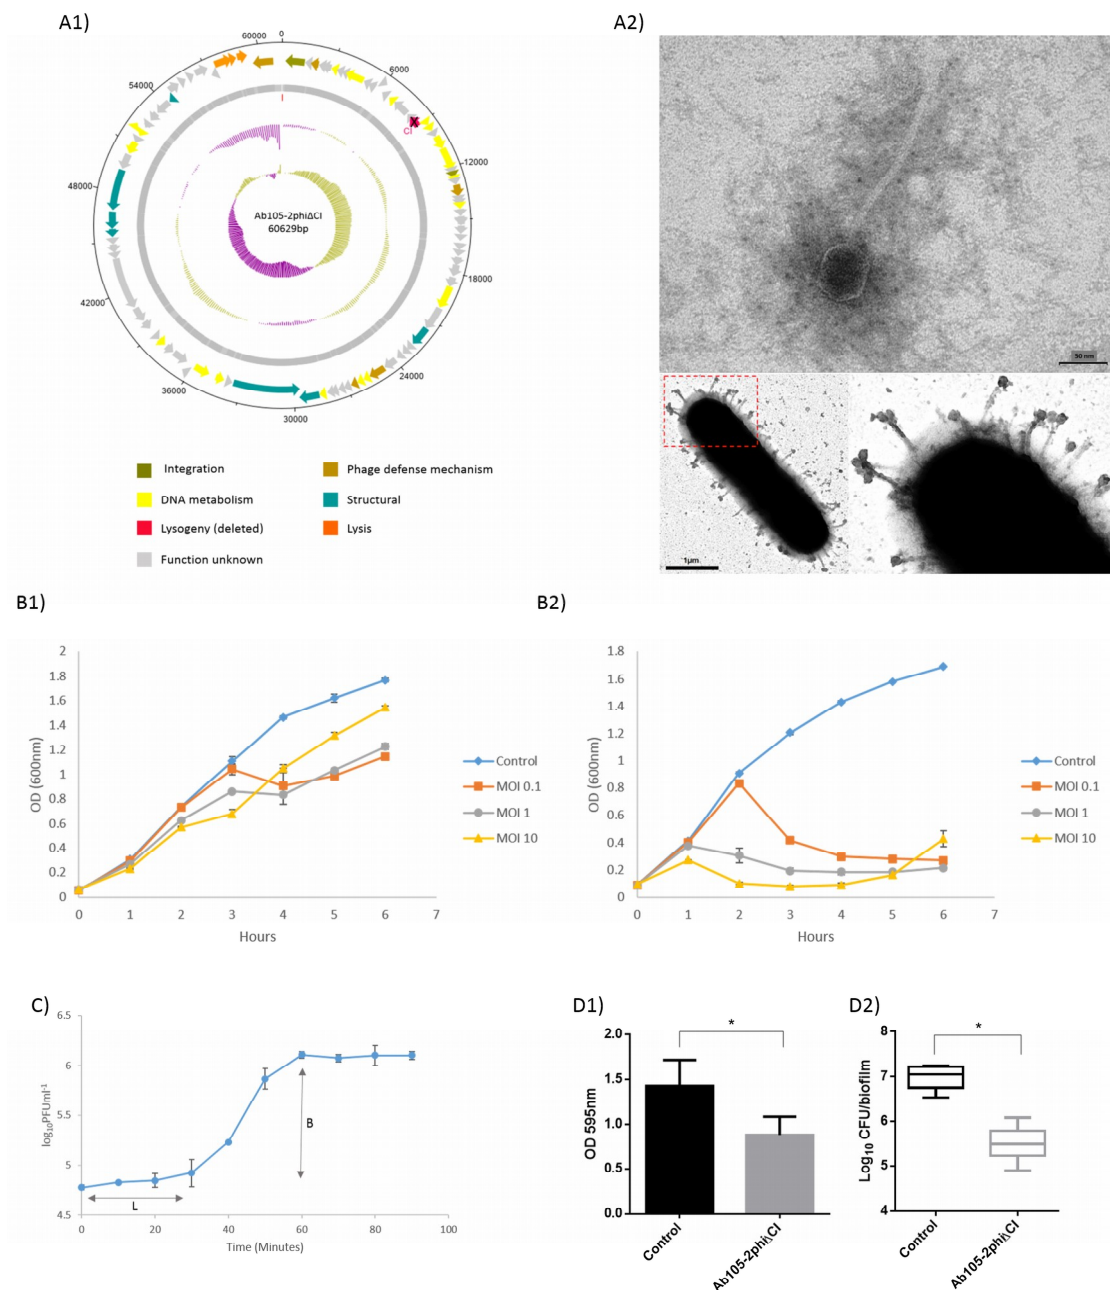 A1)
A2)
0
6000
12000
18000
24000
30000
36000
42000
48000
54000
60000
CI
X
Ab105-2phiΔCI
60629bp
50 nm
1µm
Integration
Phage defense mechanism
DNA metabolism
Structural
Lysogeny (deleted)
Lysis
Function unknown
B1)
B2)
OD (600nm)
2
1.8
1.6
1.4
1.2
1
0.8
0.6
0.4
0.2
0
0 1 2 3 4 5 6 7
Hours
Control
MOI 0.1
MOI 1
MOI 10
OD (600nm)
1.8
1.6
1.4
1.2
1
0.8
0.6
0.4
0.2
0
0 1 2 3 4 5 6 7
Hours
Control
MOI 0.1
MOI 1
MOI 10
C)
log₁₀PFU/ml⁻¹
6.5
6
5.5
5
4.5
B
L
0 20 40 60 80 100
Time (Minutes)
D1)
OD 595nm
2.0
1.5
1.0
0.5
0.0
*
Control
Ab105-2phiΔCI
D2)
Log₁₀ CFU/biofilm
8
7
6
5
4
*
Control
Ab105-2phiΔCI